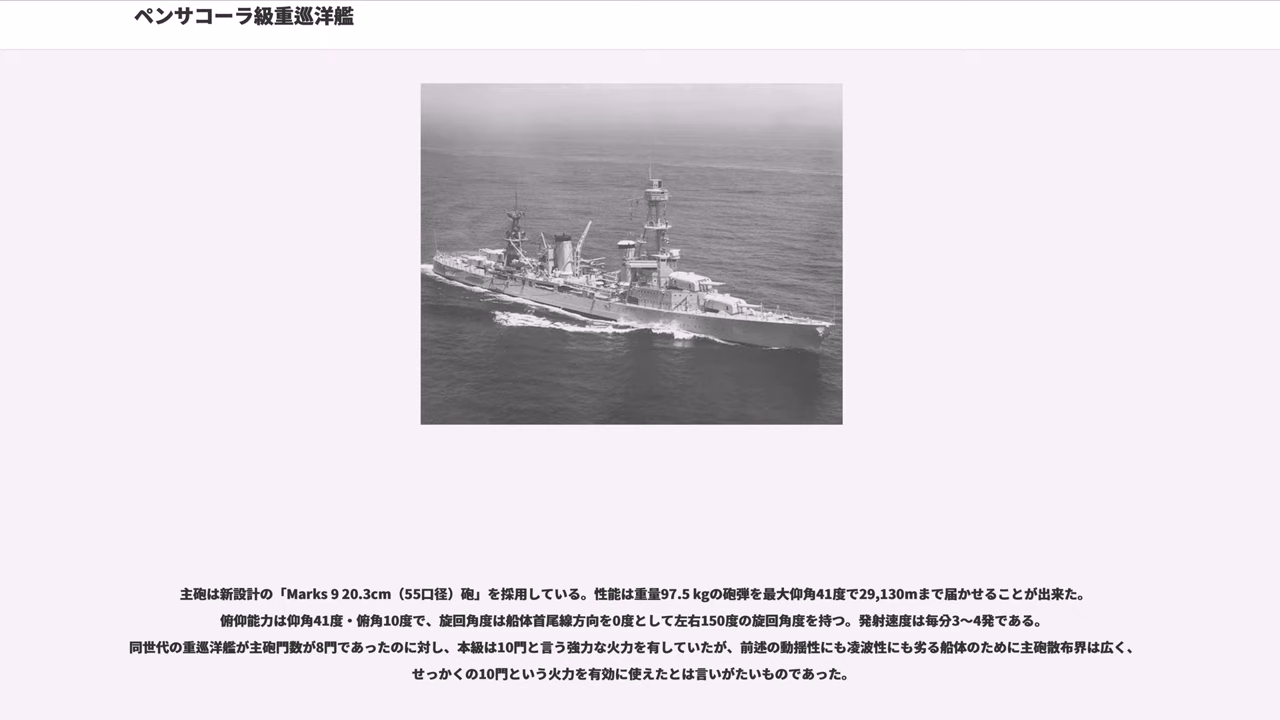 ペンサコーラ級重巡洋艦
主砲は新設計の「Marks 9 20.3cm（55口径）砲」を採用している。性能は重量97.5 kgの砲弾を最大仰角41度で29,130mまで届かせることが出来た。
俯仰能力は仰角41度・俯角10度で、旋回角度は船体首尾線方向を0度として左右150度の旋回角度を持つ。発射速度は毎分3〜4発である。
同世代の重巡洋艦が主砲門数が8門であったのに対し、本級は10門と言う強力な火力を有していたが、前述の動揺性にも凌波性にも劣る船体のために主砲散布界は広く、
せっかくの10門という火力を有効に使えたとは言いがたいものであった。